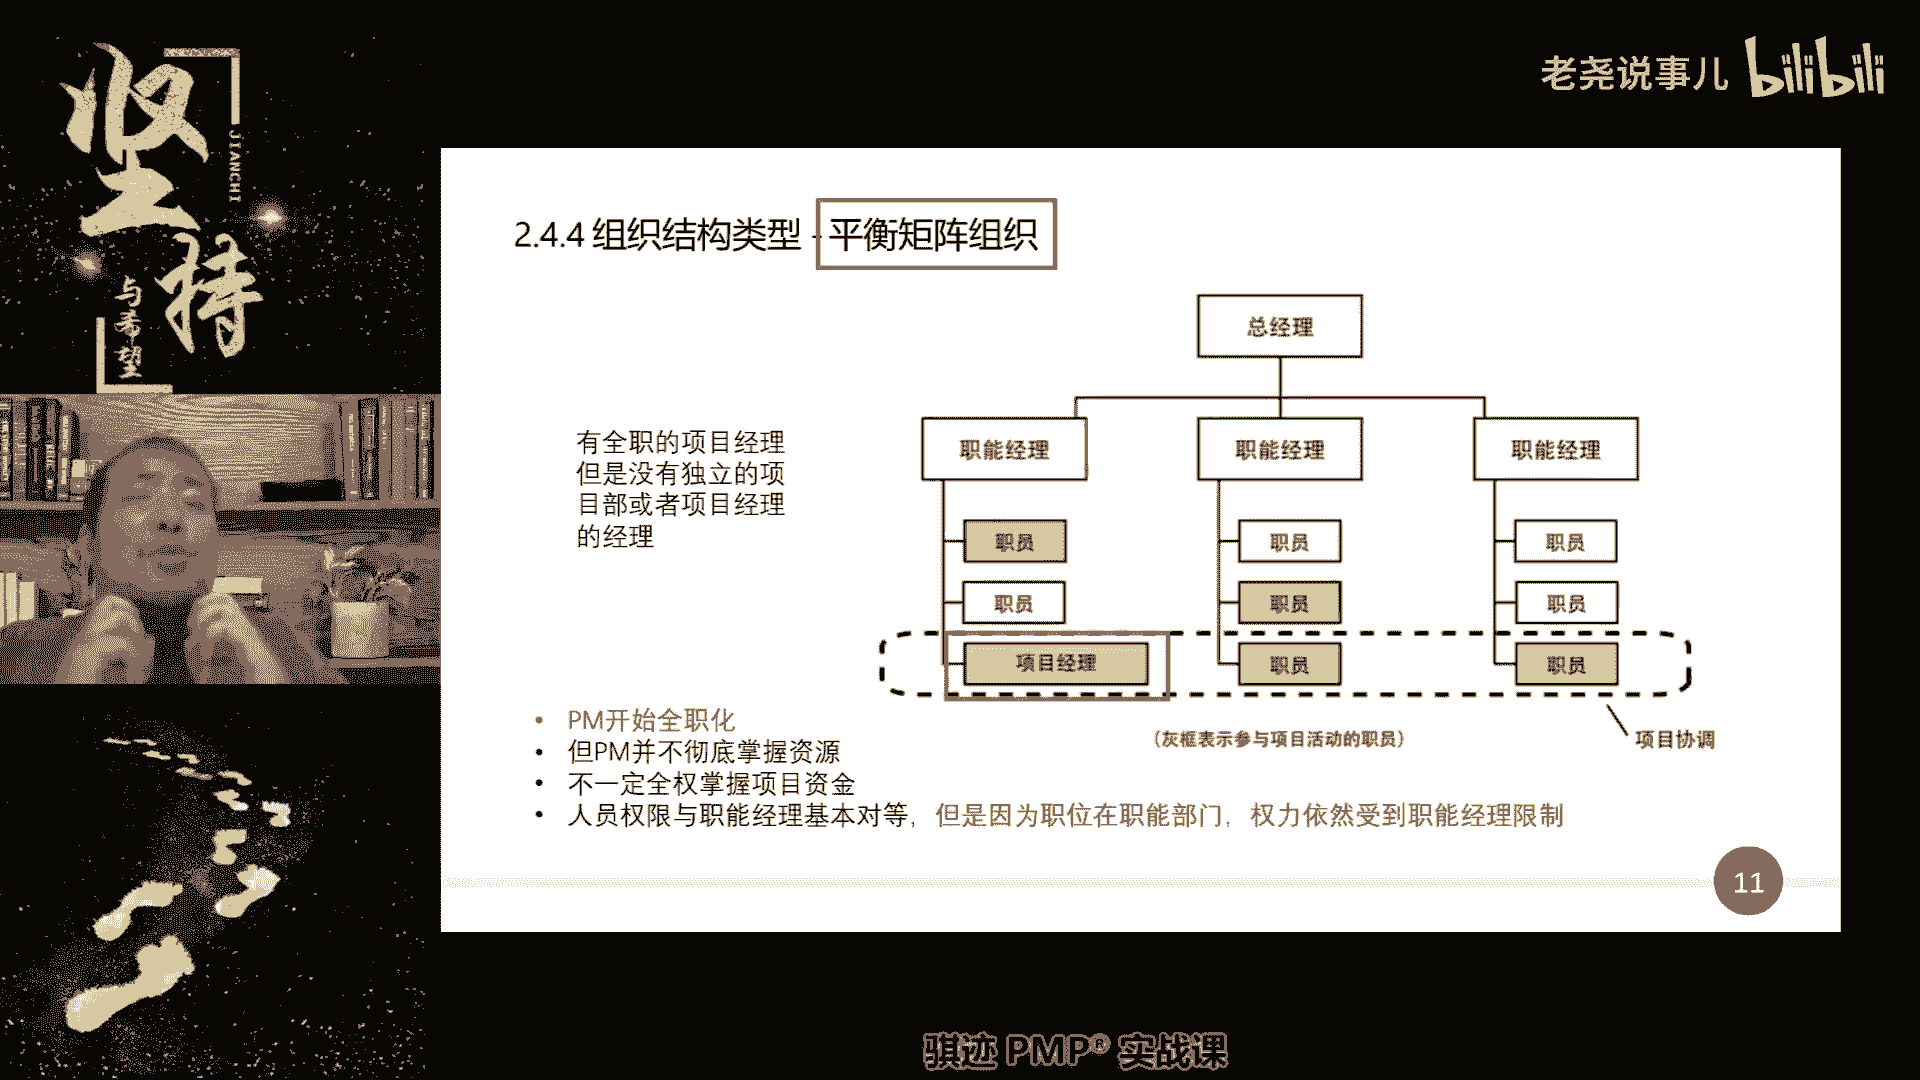 坚持
JIANCHI
与希望
老尧说事儿 bilibili
2.4.4 组织结构类型 - 平衡矩阵组织
总经理
职能经理 职能经理 职能经理
有全职的项目经理
但是没有独立的项
目部或者项目经理
的经理
职员 职员 职员
职员 职员 职员
项目经理 职员 职员
(灰框表示参与项目活动的职员)
项目协调
• PM开始全职化
• 但PM并不彻底掌握资源
• 不一定全权掌握项目资金
• 人员权限与职能经理基本对等，但是因为职位在职能部门，权力依然受到职能经理限制
11
骐迹 PMP® 实战课